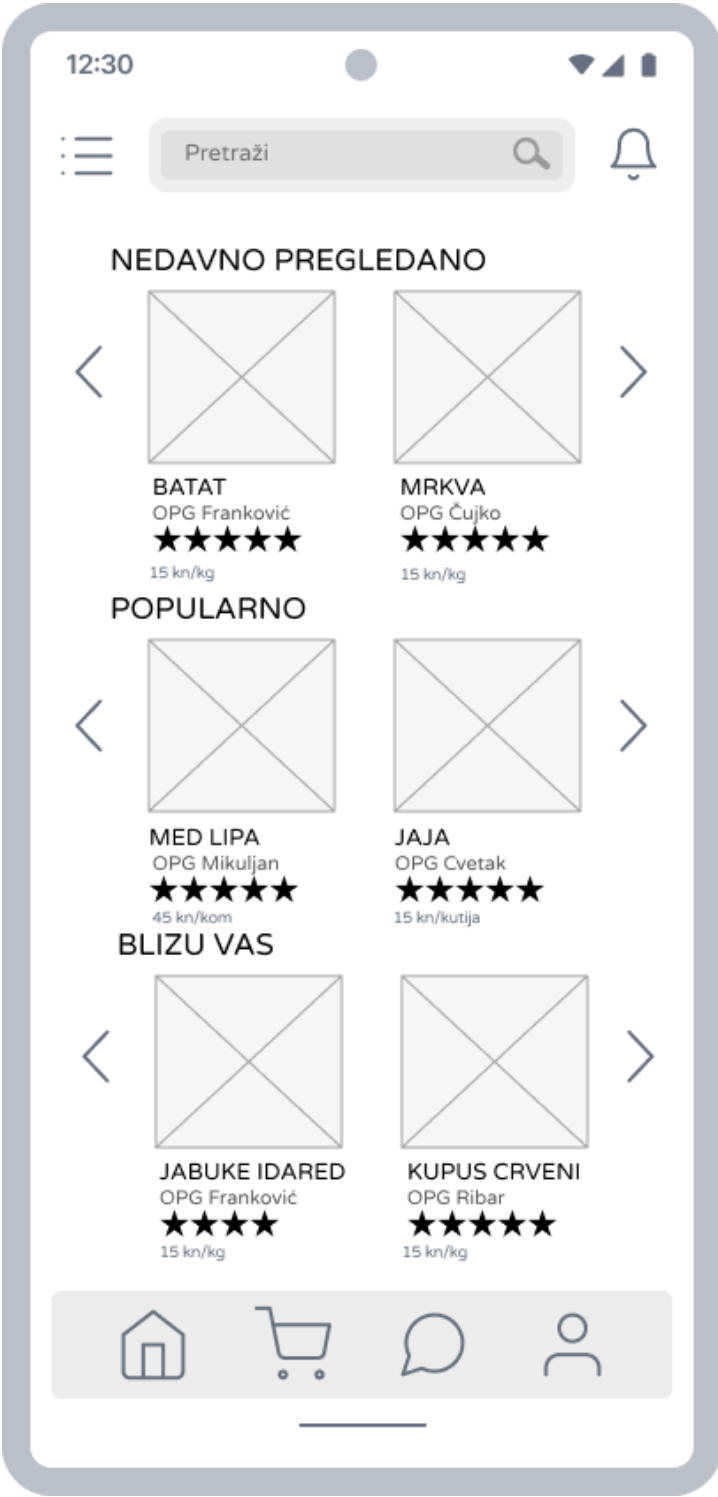 12:30
Pretraži
NEDAVNO PREGLEDANO
BATAT
OPG Franković
15 kn/kg
MRKVA
OPG Čujko
15 kn/kg
POPULARNO
MED LIPA
OPG Mikuljan
45 kn/kom
JAJA
OPG Cvetak
15 kn/kutija
BLIZU VAS
JABUKE IDARED
OPG Franković
15 kn/kg
KUPUS CRVENI
OPG Ribar
15 kn/kg